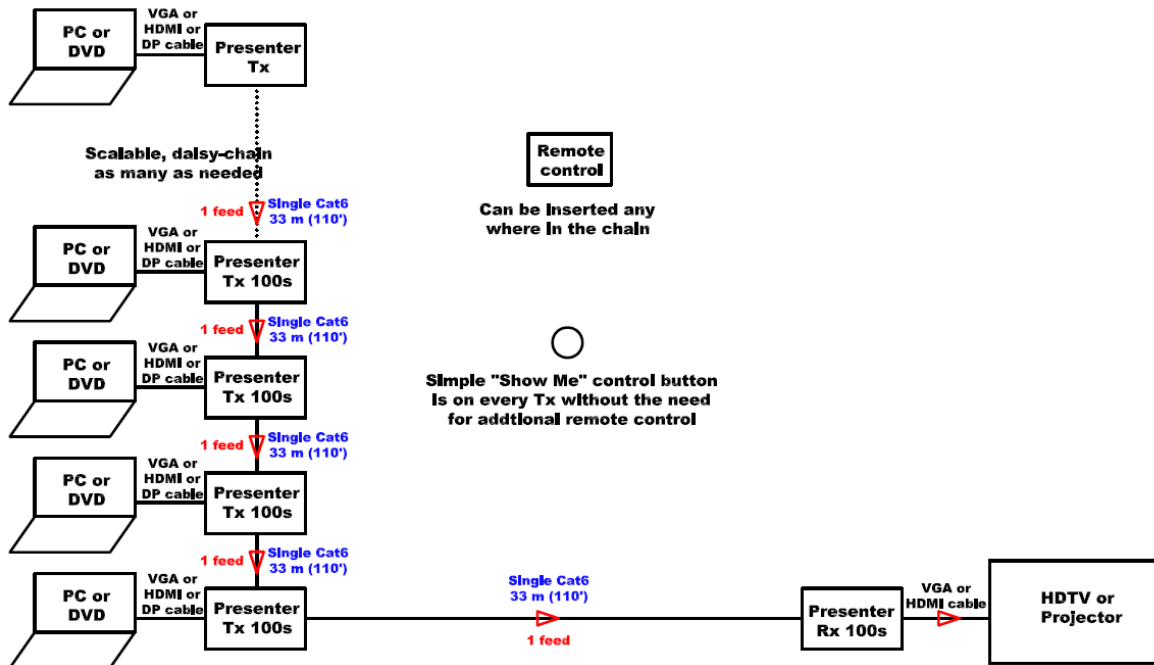 PC or
DVD
VGA or
HDMI or
DP cable
Presenter
Tx
Scalable, daisy-chain
as many as needed
1 feed
Single Cat6
33 m (110')
Remote
control
Can be Inserted any
where In the chain
PC or
DVD
VGA or
HDMI or
DP cable
Presenter
Tx 100s
1 feed
Single Cat6
33 m (110')
PC or
DVD
VGA or
HDMI or
DP cable
Presenter
Tx 100s
Simple "Show Me" control button
Is on every Tx without the need
for addtional remote control
1 feed
Single Cat6
33 m (110')
PC or
DVD
VGA or
HDMI or
DP cable
Presenter
Tx 100s
1 feed
Single Cat6
33 m (110')
PC or
DVD
VGA or
HDMI or
DP cable
Presenter
Tx 100s
Single Cat6
33 m (110')
1 feed
Presenter
Rx 100s
VGA or
HDMI cable
HDTV or
Projector